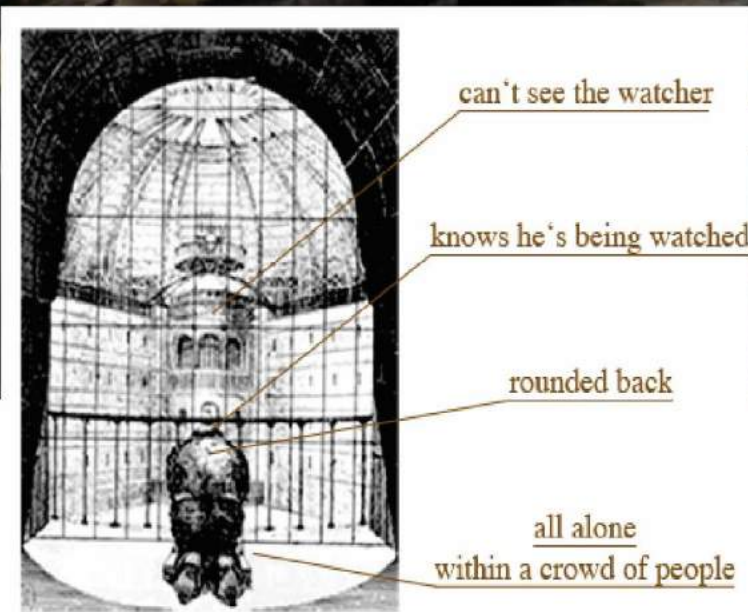 can‘t see the watcher
knows he‘s being watched
rounded back
all alone
within a crowd of people